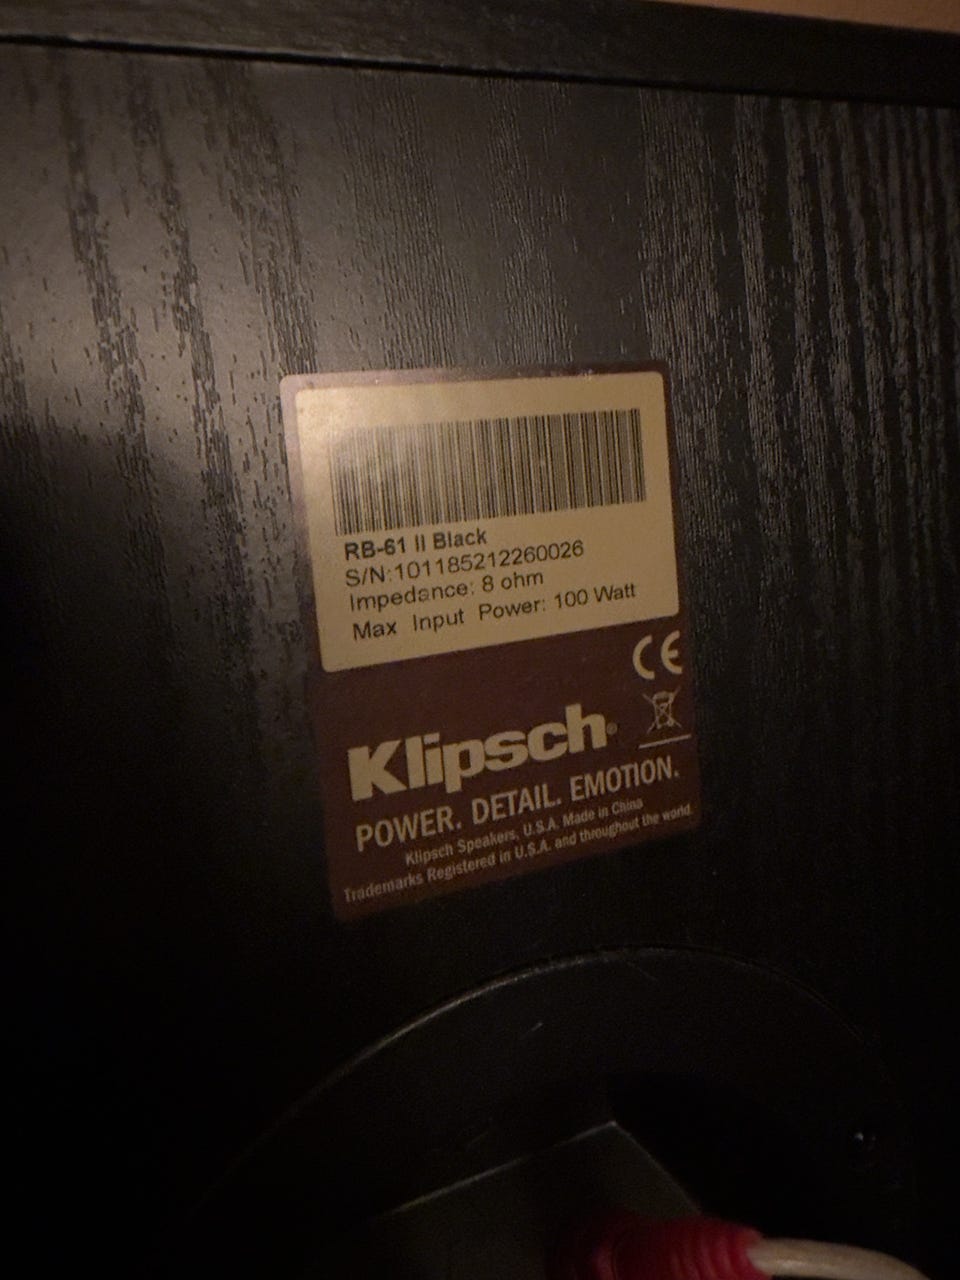 RB-61 II Black
S/N:101185212260026
Impedance: 8 ohm
Max Input Power: 100 Watt
CE
Klipsch®
POWER. DETAIL. EMOTION.
Klipsch Speakers, U.S.A. Made in China
Trademarks Registered in U.S.A. and throughout the world.